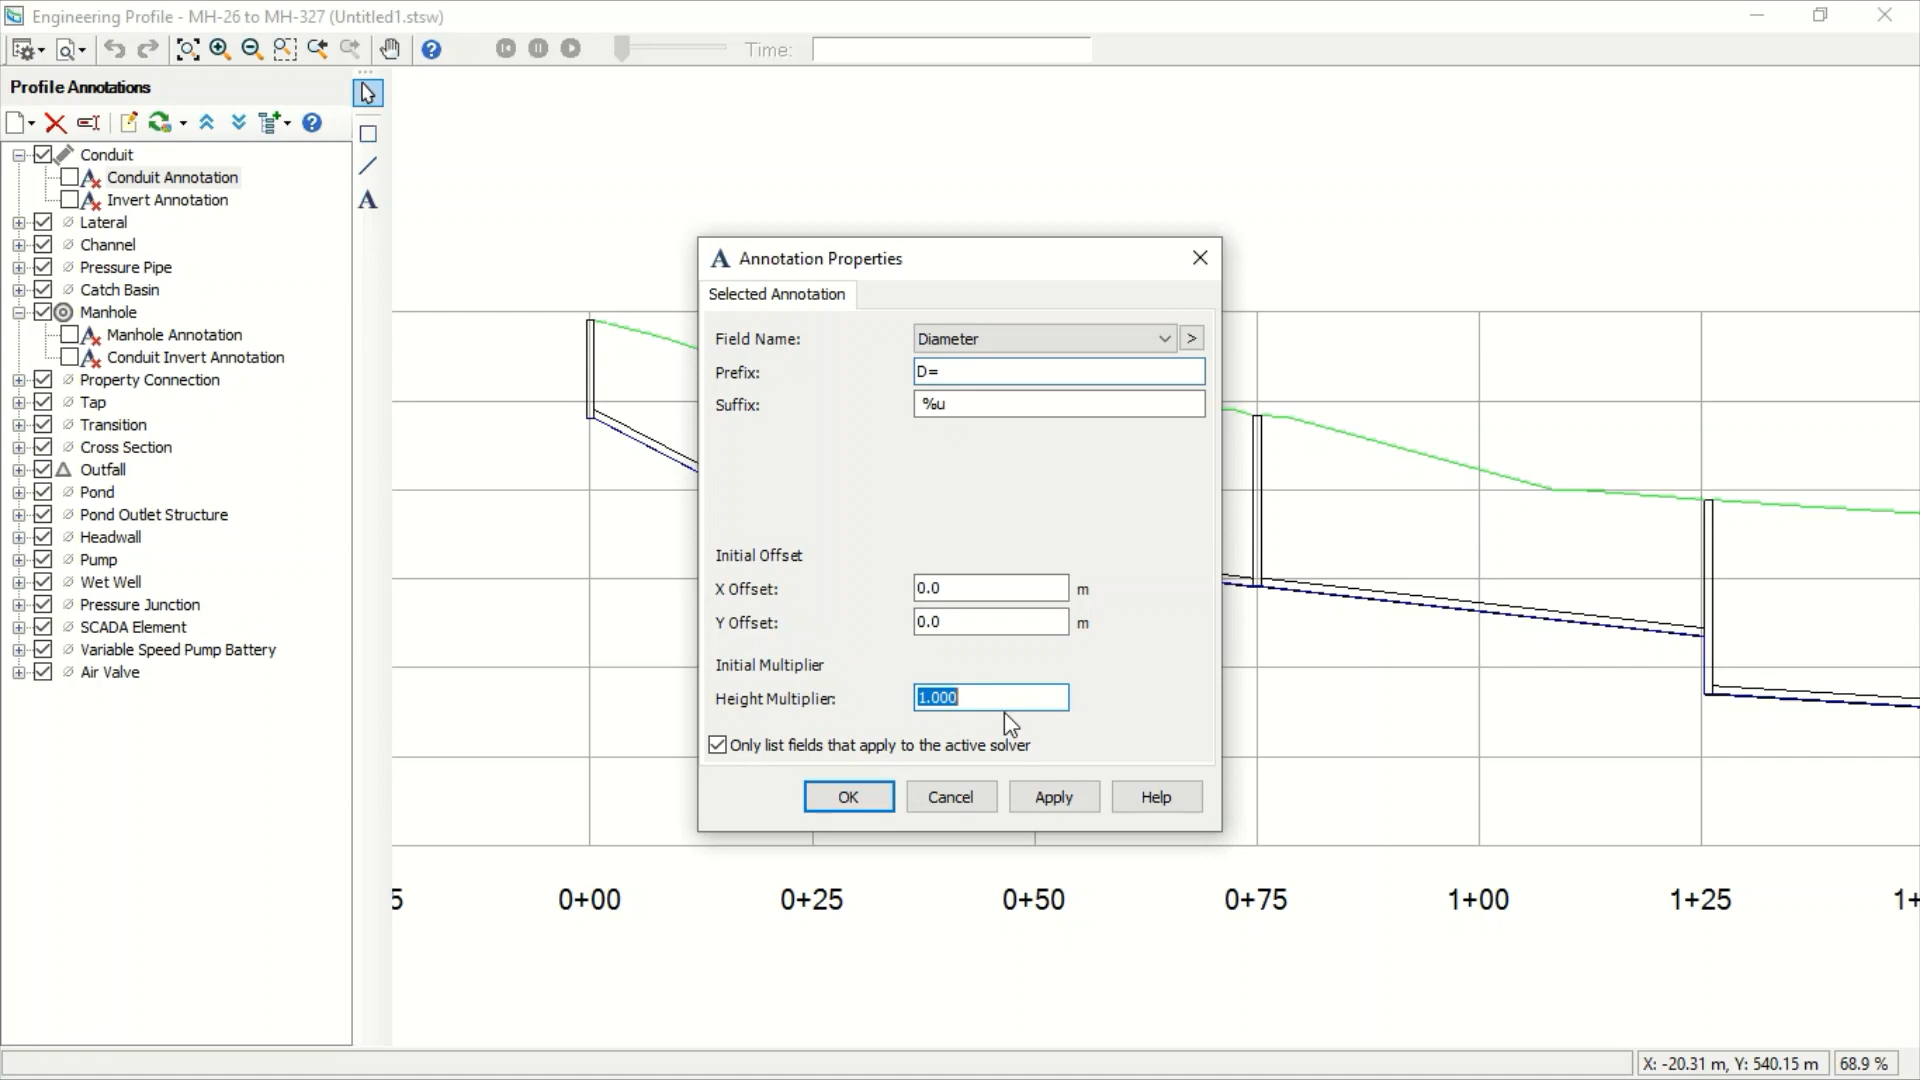 Engineering Profile - MH-26 to MH-327 (Untitled1.stsw)
Time:
Profile Annotations
Conduit
Conduit Annotation
Invert Annotation
Lateral
Channel
Pressure Pipe
Catch Basin
Manhole
Manhole Annotation
Conduit Invert Annotation
Property Connection
Tap
Transition
Cross Section
Outfall
Pond
Pond Outlet Structure
Headwall
Pump
Wet Well
Pressure Junction
SCADA Element
Variable Speed Pump Battery
Air Valve
A
Annotation Properties
Selected Annotation
Field Name: Diameter >
Prefix: D=
Suffix: %u
Initial Offset
X Offset: 0.0 m
Y Offset: 0.0 m
Initial Multiplier
Height Multiplier: 1.000
Only list fields that apply to the active solver
OK Cancel Apply Help
5 0+00 0+25 0+50 0+75 1+00 1+25 1+
X: -20.31 m, Y: 540.15 m 68.9 %